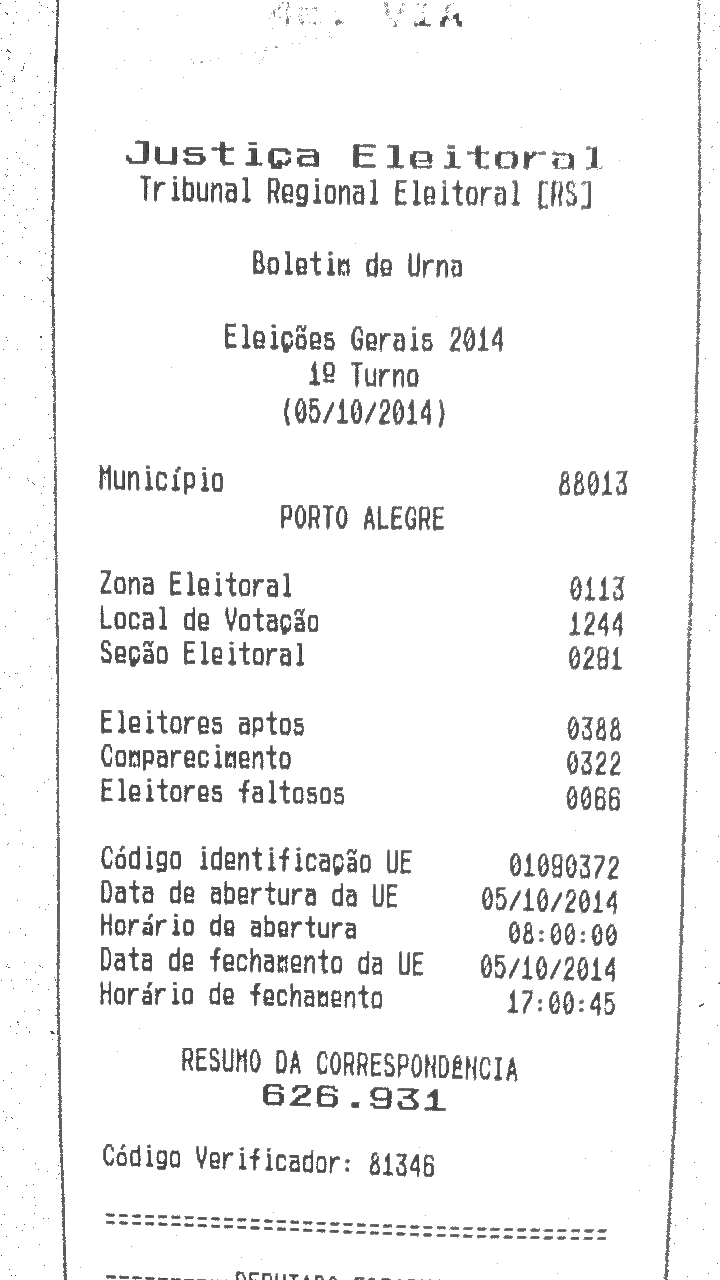 VIA
Justiça Eleitoral
Tribunal Regional Eleitoral [RS]
Boletim de Urna
Eleições Gerais 2014
1º Turno
(05/10/2014)
Município 88013
PORTO ALEGRE
Zona Eleitoral 0113
Local de Votação 1244
Seção Eleitoral 0291
Eleitores aptos 0388
Comparecimento 0322
Eleitores faltosos 0066
Código identificação UE 01090372
Data de abertura da UE 05/10/2014
Horário de abertura 08:00:00
Data de fechamento da UE 05/10/2014
Horário de fechamento 17:00:45
RESUMO DA CORRESPONDÊNCIA
626.931
Código Verificador: 81346
====================================